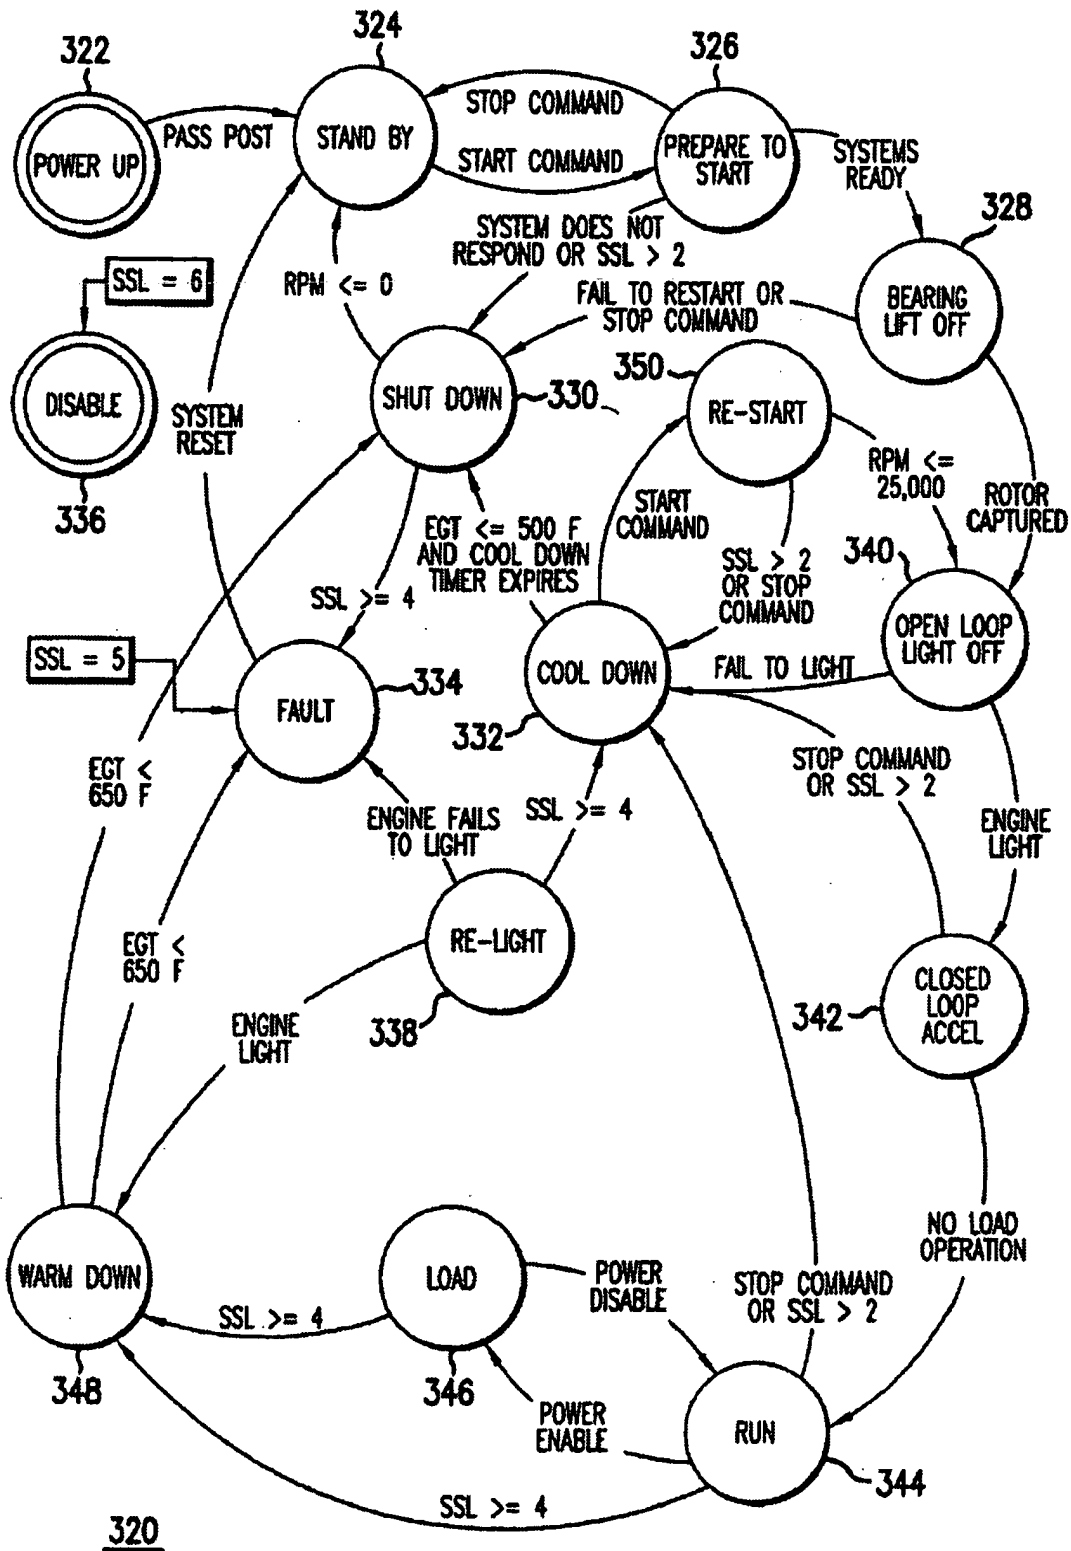 322
324
326
POWER UP
PASS POST
STAND BY
STOP COMMAND
START COMMAND
PREPARE TO
START
SYSTEMS
READY
328
SYSTEM DOES NOT
RESPOND OR SSL > 2
SSL = 6
RPM <= 0
FAIL TO RESTART OR
STOP COMMAND
BEARING
LIFT OFF
DISABLE
336
SYSTEM
RESET
SHUT DOWN
330
350
RE-START
RPM <=
25,000
ROTOR
CAPTURED
START
COMMAND
EGT <= 500 F
AND COOL DOWN
TIMER EXPIRES
SSL > 2
OR STOP
COMMAND
340
SSL >= 4
OPEN LOOP
LIGHT OFF
SSL = 5
FAULT
334
COOL DOWN
332
FAIL TO LIGHT
EGT <
650 F
STOP COMMAND
OR SSL > 2
ENGINE FAILS
TO LIGHT
SSL >= 4
ENGINE
LIGHT
EGT <
650 F
RE-LIGHT
338
CLOSED
LOOP
ACCEL
342
ENGINE
LIGHT
NO LOAD
OPERATION
WARM DOWN
348
SSL >= 4
LOAD
346
POWER
DISABLE
STOP COMMAND
OR SSL > 2
POWER
ENABLE
RUN
344
SSL >= 4
320